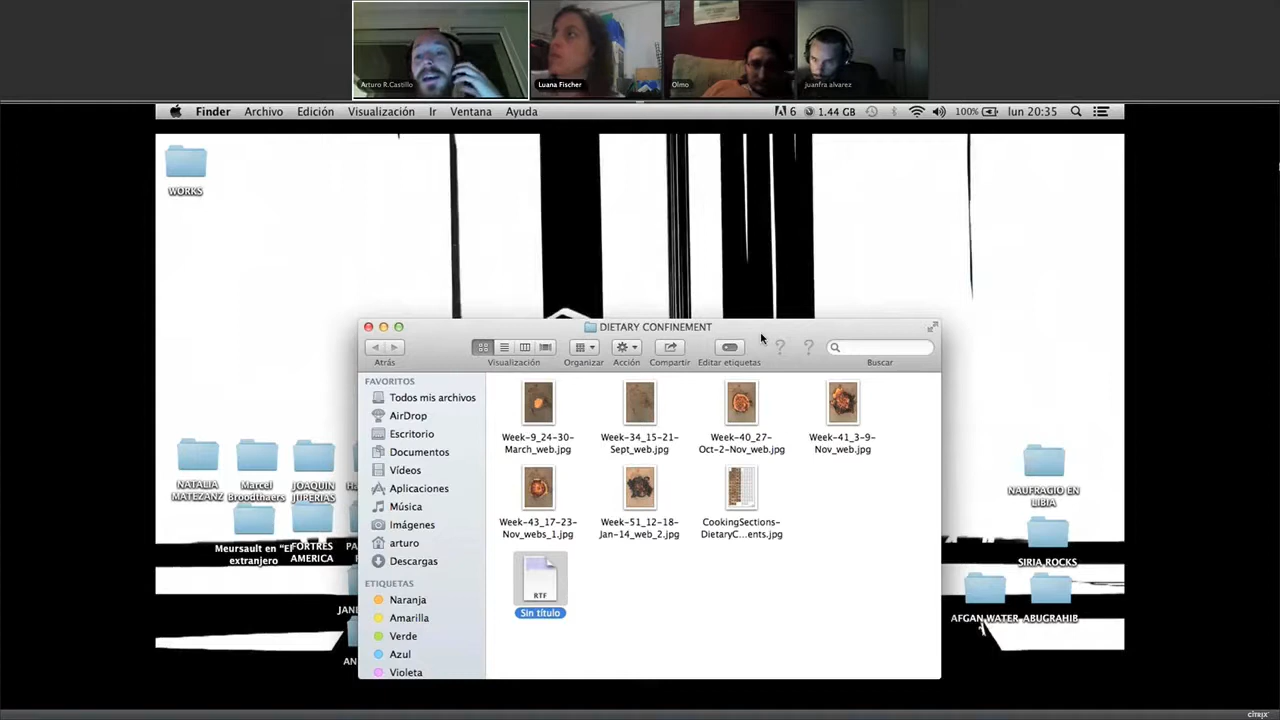 Arturo R.Castillo
Luana Fischer
Olmo
juanfra alvarez
Finder Archivo Edición Visualización Ir Ventana Ayuda
6 1.44 GB 100% lun 20:35
WORKS
DIETARY CONFINEMENT
Atrás Visualización Organizar Acción Compartir Editar etiquetas Buscar
FAVORITOS
Todos mis archivos
AirDrop
Escritorio
Documentos
Vídeos
Aplicaciones
Música
Imágenes
arturo
Descargas
ETIQUETAS
Naranja
Amarilla
Verde
Azul
Violeta
Week-9_24-30-
March_web.jpg
Week-34_15-21-
Sept_web.jpg
Week-40_27-
Oct-2-Nov_web.jpg
Week-41_3-9-
Nov_web.jpg
Week-43_17-23-
Nov_webs_1.jpg
Week-51_12-18-
Jan-14_web_2.jpg
CookingSections-
DietaryC...ents.jpg
RTF
Sin título
NATALIA
MATEZANZ
Marcel
Broodthaers
JOAQUIN
JUBERIAS
Meursault en "El
extranjero
FORTRES
AMERICA
NAUFRAGIO EN
LIBIA
SIRIA ROCKS
AFGAN WATER
ABUGRAHIB
CITRIX